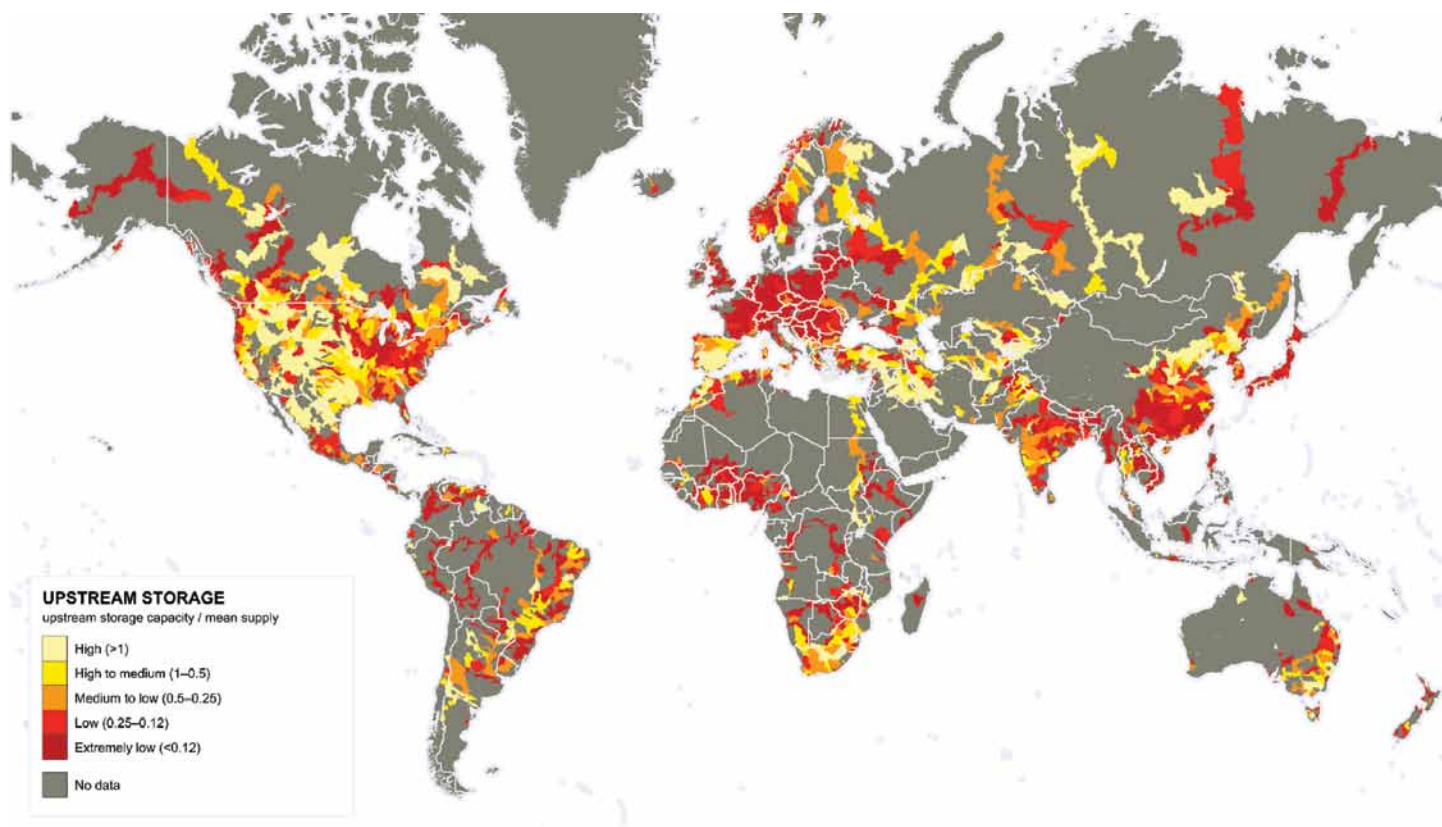 UPSTREAM STORAGE
upstream storage capacity / mean supply
High (>1)
High to medium (1–0.5)
Medium to low (0.5–0.25)
Low (0.25–0.12)
Extremely low (<0.12)
No data